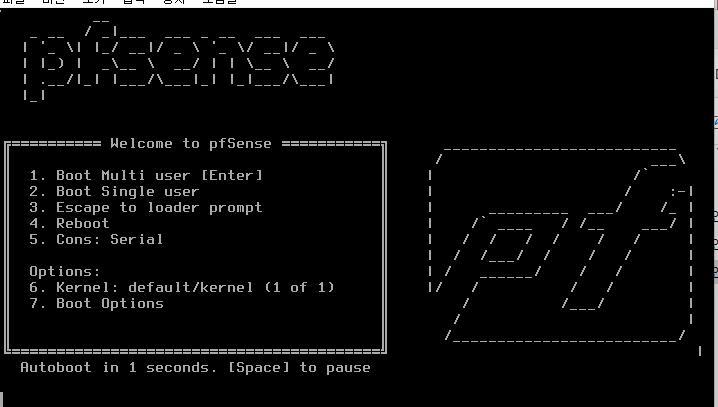 pfSense
Welcome to pfSense
1. Boot Multi user [Enter]
2. Boot Single user
3. Escape to loader prompt
4. Reboot
5. Cons: Serial
Options:
6. Kernel: default/kernel (1 of 1)
7. Boot Options
Autoboot in 1 seconds. [Space] to pause
pf